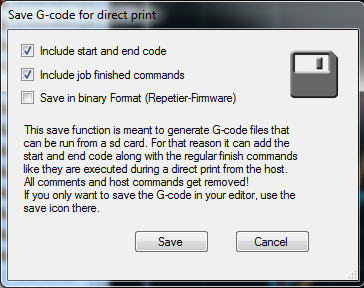 Save G-code for direct print
Include start and end code
Include job finished commands
Save in binary Format (Repetier-Firmware)
This save function is meant to generate G-code files that
can be run from a sd card. For that reason it can add the
start and end code along with the regular finish commands
like they are executed during a direct print from the host.
All comments and host commands get removed!
If you only want to save the G-code in your editor, use the
save icon there.
Save
Cancel